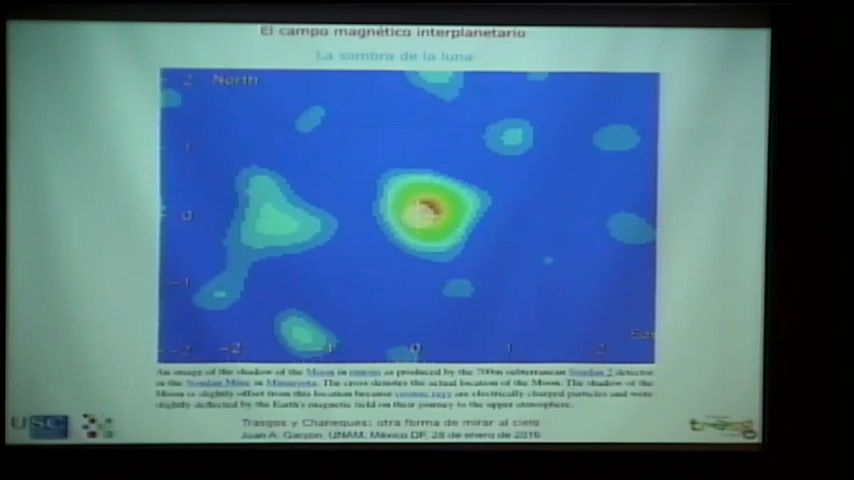 El campo magnético interplanetario
La sombra de la luna
2 North
1
0
-1
-2 -2 -1 0 1 2 East
An image of the shadow of the Moon in muons as produced by the 700m subterranean Soudan 2 detector
in the Soudan Mine in Minnesota. The cross denotes the actual location of the Moon. The shadow of the
Moon is slightly offset from this location because cosmic rays are electrically charged particles and were
slightly deflected by the Earth's magnetic field on their journey to the upper atmosphere.
USC
Trasgos y Chaneques: otra forma de mirar al cielo
Juan A. Garzón. UNAM, México DF, 28 de enero de 2016